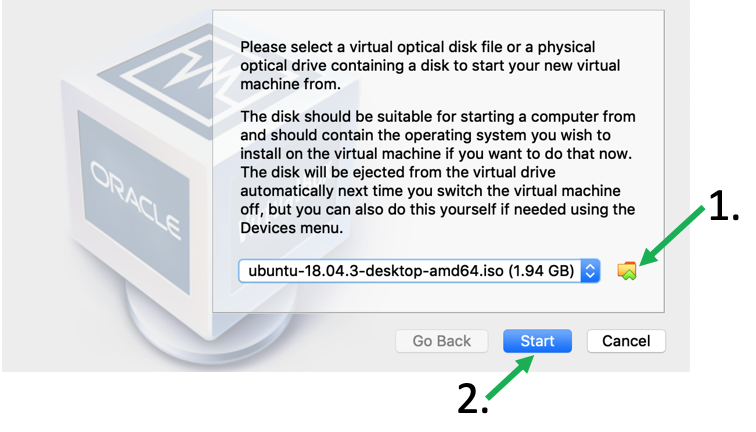 Please select a virtual optical disk file or a physical
optical drive containing a disk to start your new virtual
machine from.
The disk should be suitable for starting a computer from
and should contain the operating system you wish to
install on the virtual machine if you want to do that now.
The disk will be ejected from the virtual drive
automatically next time you switch the virtual machine
off, but you can also do this yourself if needed using the
Devices menu.
ORACLE
1.
ubuntu-18.04.3-desktop-amd64.iso (1.94 GB)
Go Back
Start
Cancel
2.